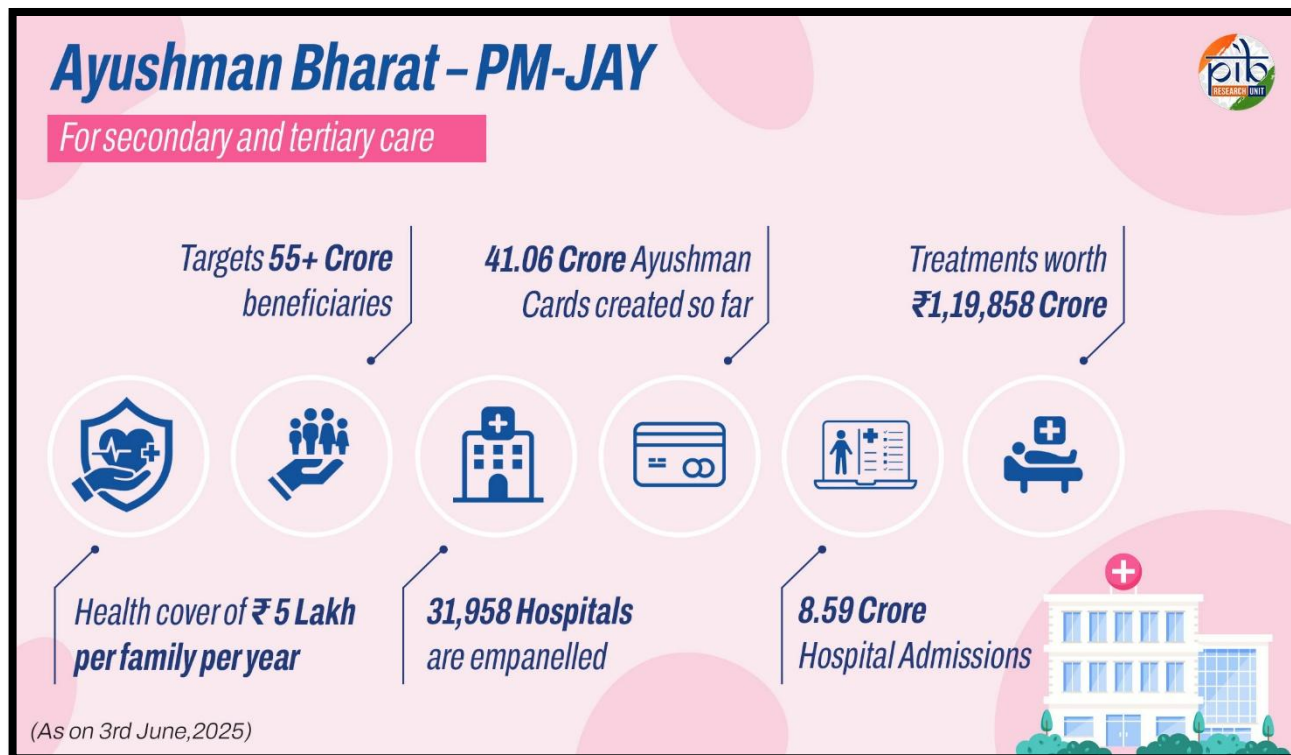 Ayushman Bharat – PM-JAY
pib
RESEARCH UNIT
For secondary and tertiary care
Targets 55+ Crore
beneficiaries
41.06 Crore Ayushman
Cards created so far
Treatments worth
₹1,19,858 Crore
Health cover of ₹ 5 Lakh
per family per year
31,958 Hospitals
are empanelled
8.59 Crore
Hospital Admissions
(As on 3rd June,2025)